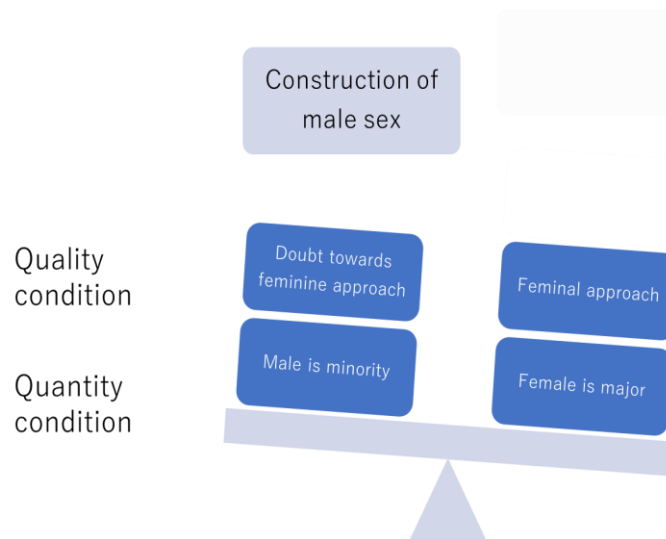 Construction of
male sex
Quality
condition
Doubt towards
feminine approach
Feminal approach
Quantity
condition
Male is minority
Female is major